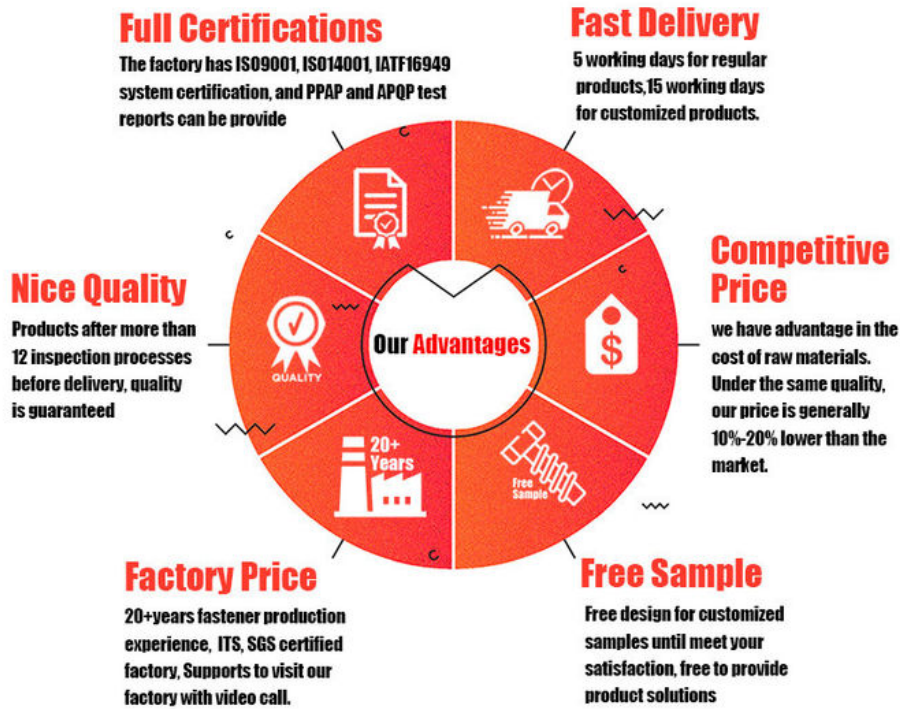 Full Certifications
The factory has ISO9001, ISO14001, IATF16949
system certification, and PPAP and APQP test
reports can be provide
Fast Delivery
5 working days for regular
products,15 working days
for customized products.
Nice Quality
Products after more than
12 inspection processes
before delivery, quality
is guaranteed
QUALITY
Our Advantages
$
Competitive
Price
we have advantage in the
cost of raw materials.
Under the same quality,
our price is generally
10%-20% lower than the
market.
20+
Years
Free
Sample
Factory Price
20+years fastener production
experience, ITS, SGS certified
factory, Supports to visit our
factory with video call.
Free Sample
Free design for customized
samples until meet your
satisfaction, free to provide
product solutions